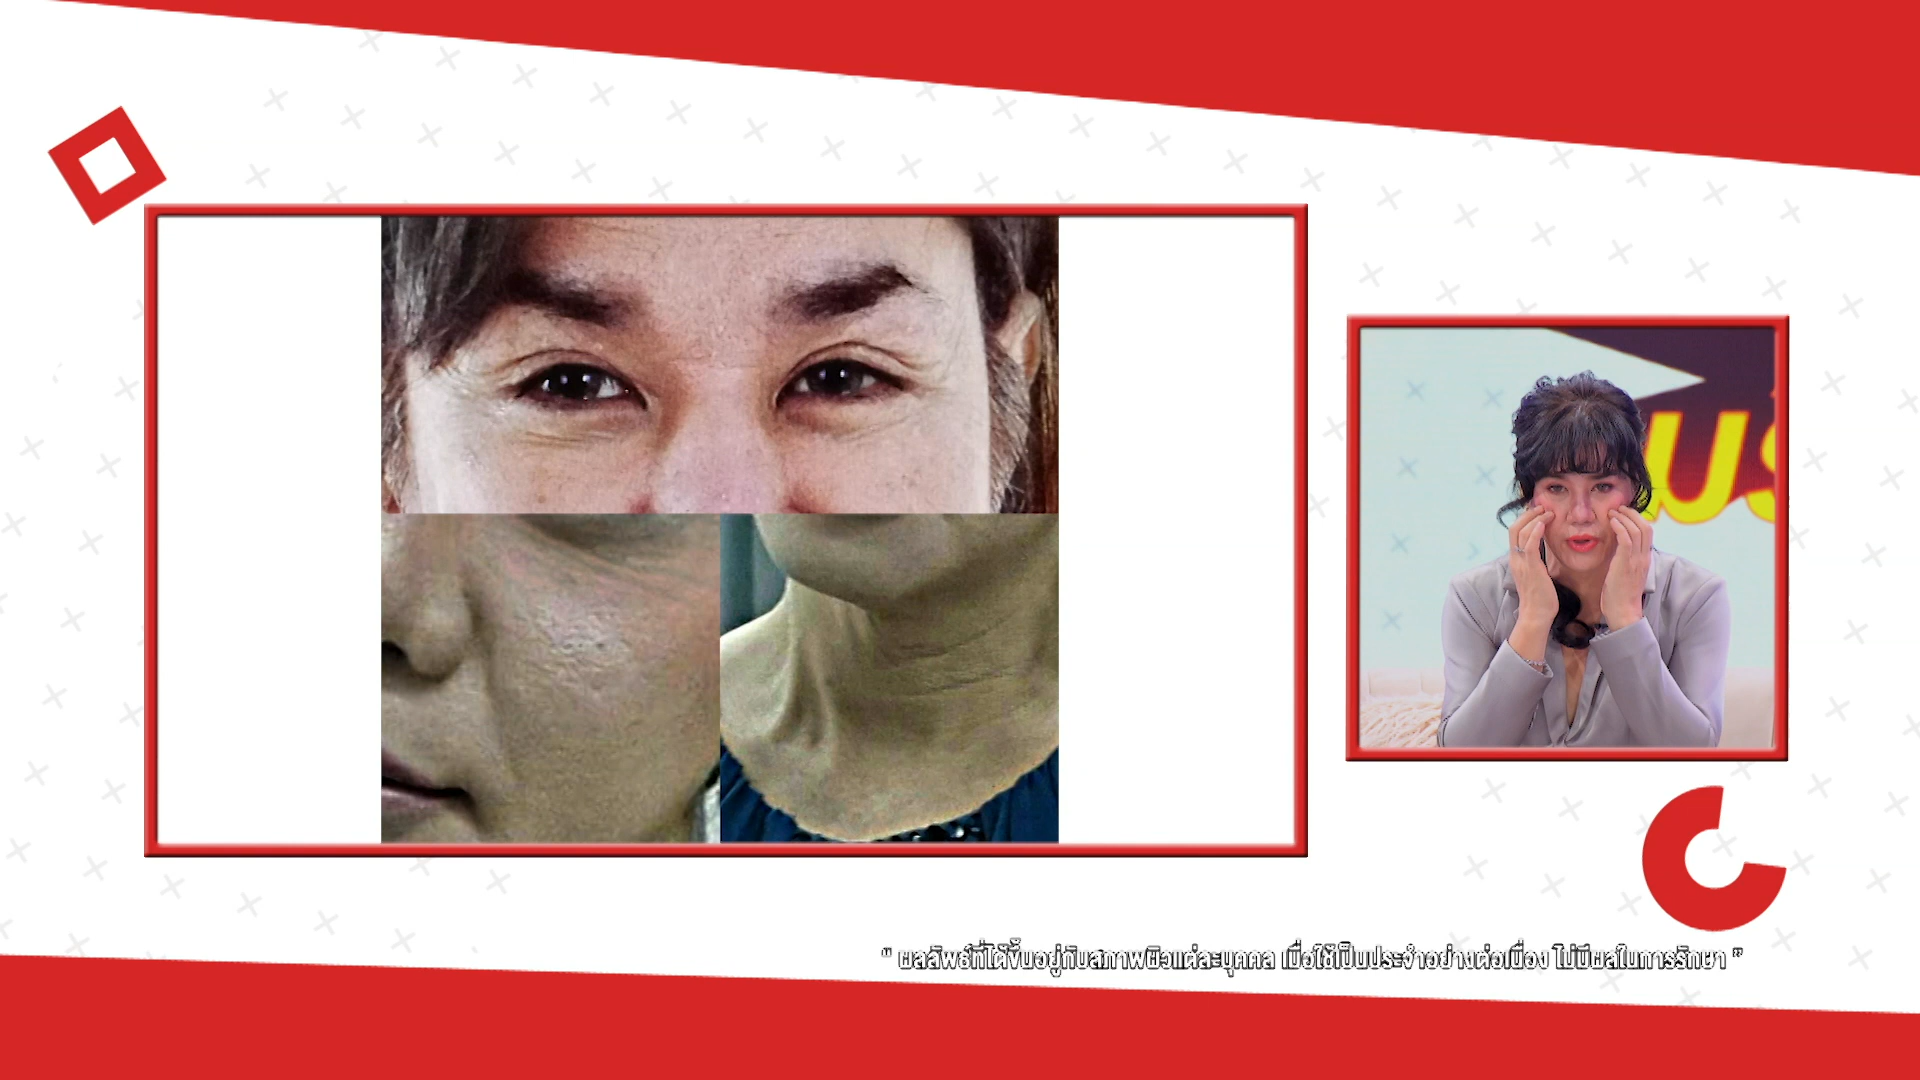 us
" ผลลัพธ์ที่ได้ขึ้นอยู่กับสภาพผิวแต่ละบุคคล เมื่อใช้เป็นประจำอย่างต่อเนื่อง ไม่มีผลในการรักษา "